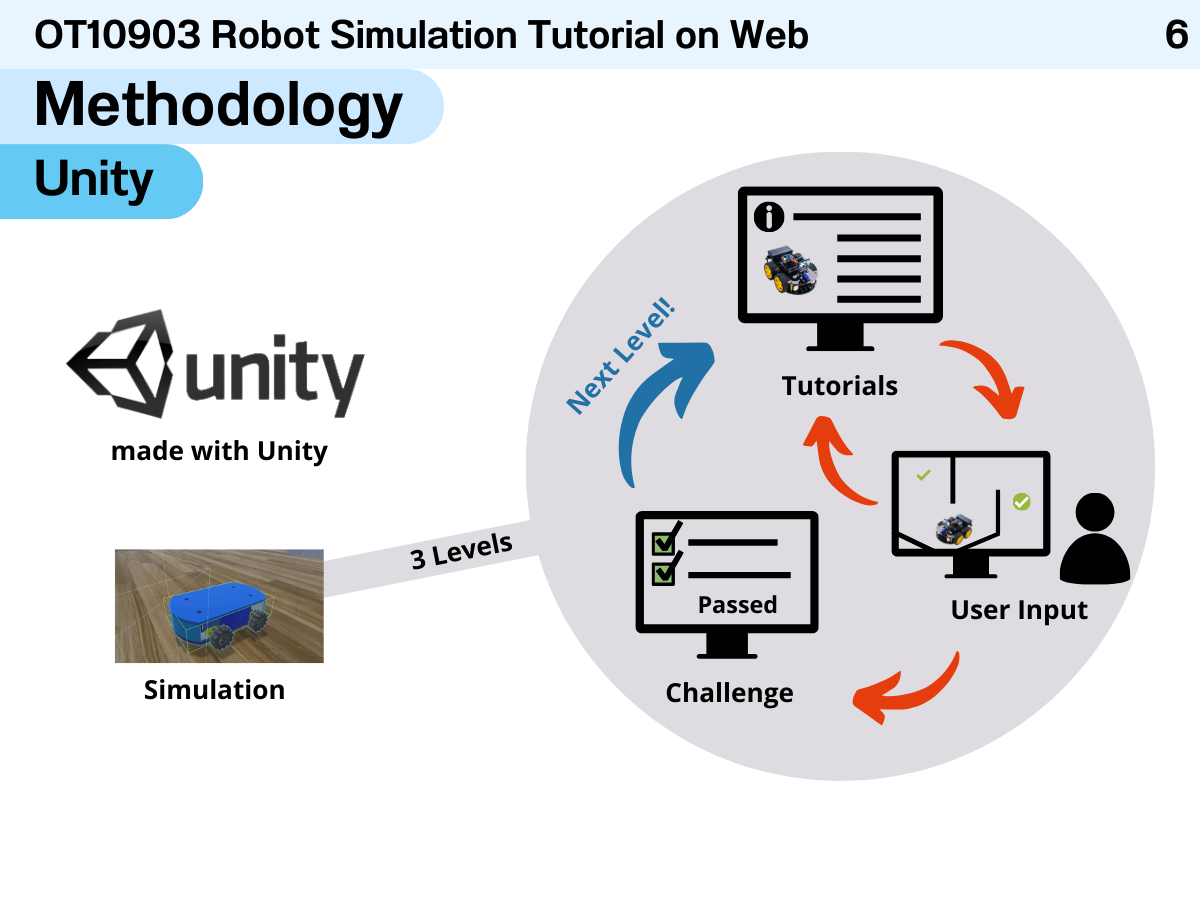 OT10903 Robot Simulation Tutorial on Web
6
Methodology
Unity
unity
made with Unity
Simulation
3 Levels
Next Level!
Tutorials
User Input
Passed
Challenge